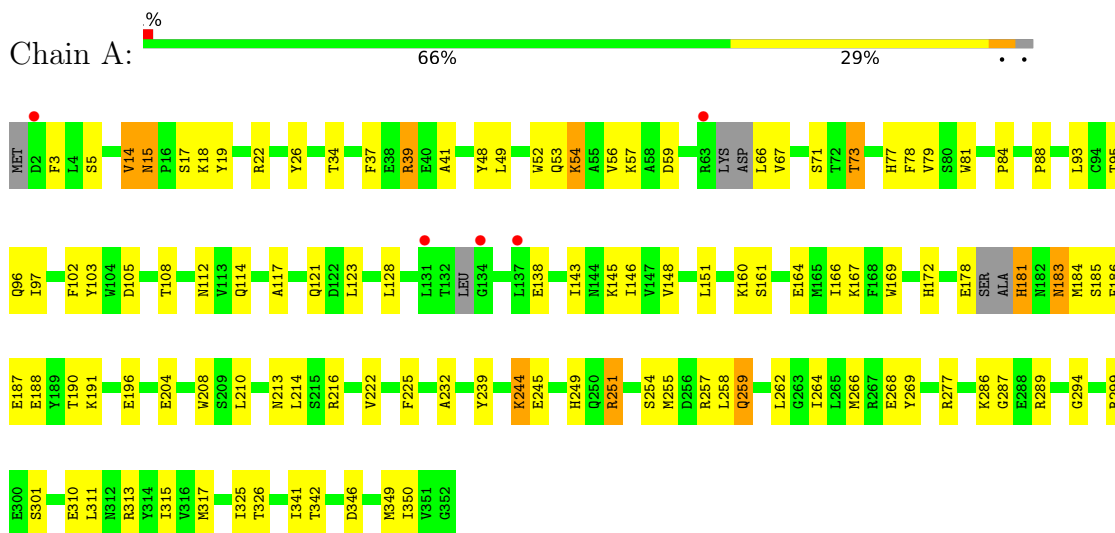 %
Chain A:
66% 29% • •
MET D2 F3 L4 S5 V14 N15 P16 S17 K18 Y19 R22 Y26 T34 F37 E38 R39 E40 A41 Y48 L49 W52 Q53 K54 A55 V56 K57 A58 D59 R63 LYS ASP L66 V67 S71 T72 T73 H77 F78 V79 S80 W81 P84 P88 L93 C94 T95
Q96 I97 F102 Y103 W104 D105 T108 N112 V113 Q114 A117 Q121 D122 L123 L128 L131 T132 LEU G134 L137 E138 I143 N144 K145 I146 V147 V148 L151 K160 S161 E164 M165 I166 K167 F168 W169 H172 E178 SER ALA H181 N182 N183 M184 S185
E187 E188 Y189 T190 K191 E196 E204 W208 S209 L210 N213 L214 S215 R216 V222 F225 A232 Y239 K244 E245 H249 Q250 R251 S254 M255 D256 R257 L258 Q259 L262 G263 I264 L265 M266 R267 E268 Y269 R277 K286 G287 E288 R289 G294
E300 S301 E310 L311 N312 R313 Y314 I315 V316 M317 I325 T326 I341 T342 D346 M349 I350 V351 G352